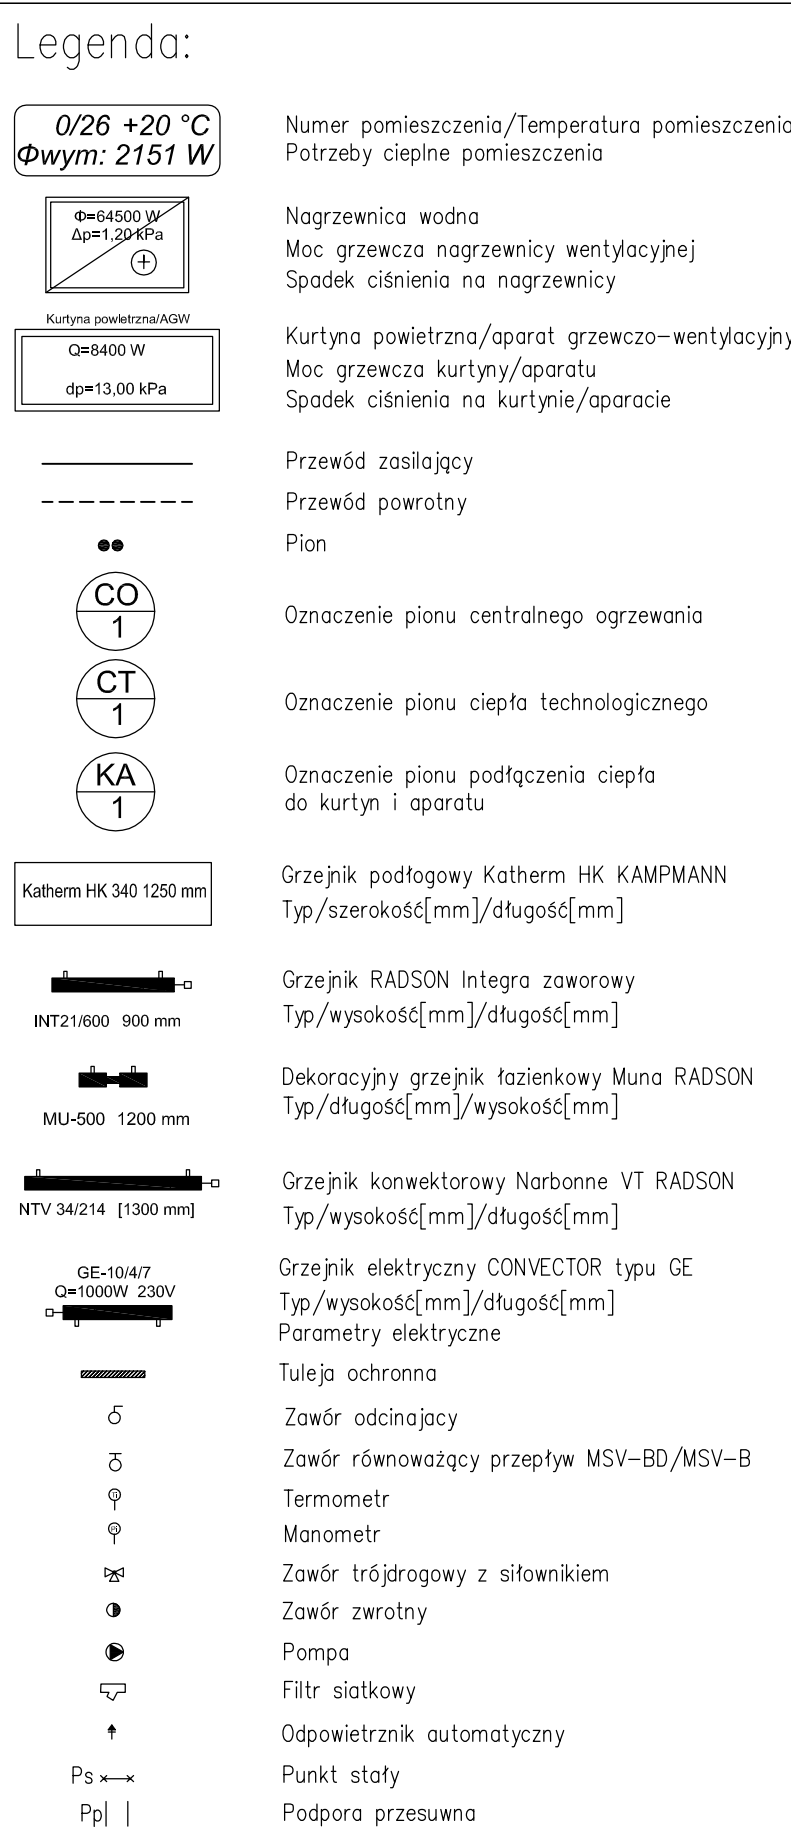 Legenda:
0/26 +20 °C
Φwym: 2151 W
Numer pomieszczenia/Temperatura pomieszczenia
Potrzeby cieplne pomieszczenia
Φ=64500 W
Δp=1,20 kPa
Nagrzewnica wodna
Moc grzewcza nagrzewnicy wentylacyjnej
Spadek ciśnienia na nagrzewnicy
Kurtyna powietrzna/AGW
Q=8400 W
dp=13,00 kPa
Kurtyna powietrzna/aparat grzewczo-wentylacyjny
Moc grzewcza kurtyny/aparatu
Spadek ciśnienia na kurtynie/aparacie
Przewód zasilający
Przewód powrotny
Pion
CO
1
Oznaczenie pionu centralnego ogrzewania
CT
1
Oznaczenie pionu ciepła technologicznego
KA
1
Oznaczenie pionu podłączenia ciepła
do kurtyn i aparatu
Katherm HK 340 1250 mm
Grzejnik podłogowy Katherm HK KAMPMANN
Typ/szerokość[mm]/długość[mm]
INT21/600 900 mm
Grzejnik RADSON Integra zaworowy
Typ/wysokość[mm]/długość[mm]
MU-500 1200 mm
Dekoracyjny grzejnik łazienkowy Muna RADSON
Typ/długość[mm]/wysokość[mm]
NTV 34/214 [1300 mm]
Grzejnik konwektorowy Narbonne VT RADSON
Typ/wysokość[mm]/długość[mm]
GE-10/4/7
Q=1000W 230V
Grzejnik elektryczny CONVECTOR typu GE
Typ/wysokość[mm]/długość[mm]
Parametry elektryczne
Tuleja ochronna
Zawór odcinajacy
Zawór równoważący przepływ MSV-BD/MSV-B
Ti
Termometr
Pi
Manometr
Zawór trójdrogowy z siłownikiem
Zawór zwrotny
Pompa
Filtr siatkowy
Odpowietrznik automatyczny
Ps
Punkt stały
Pp
Podpora przesuwna